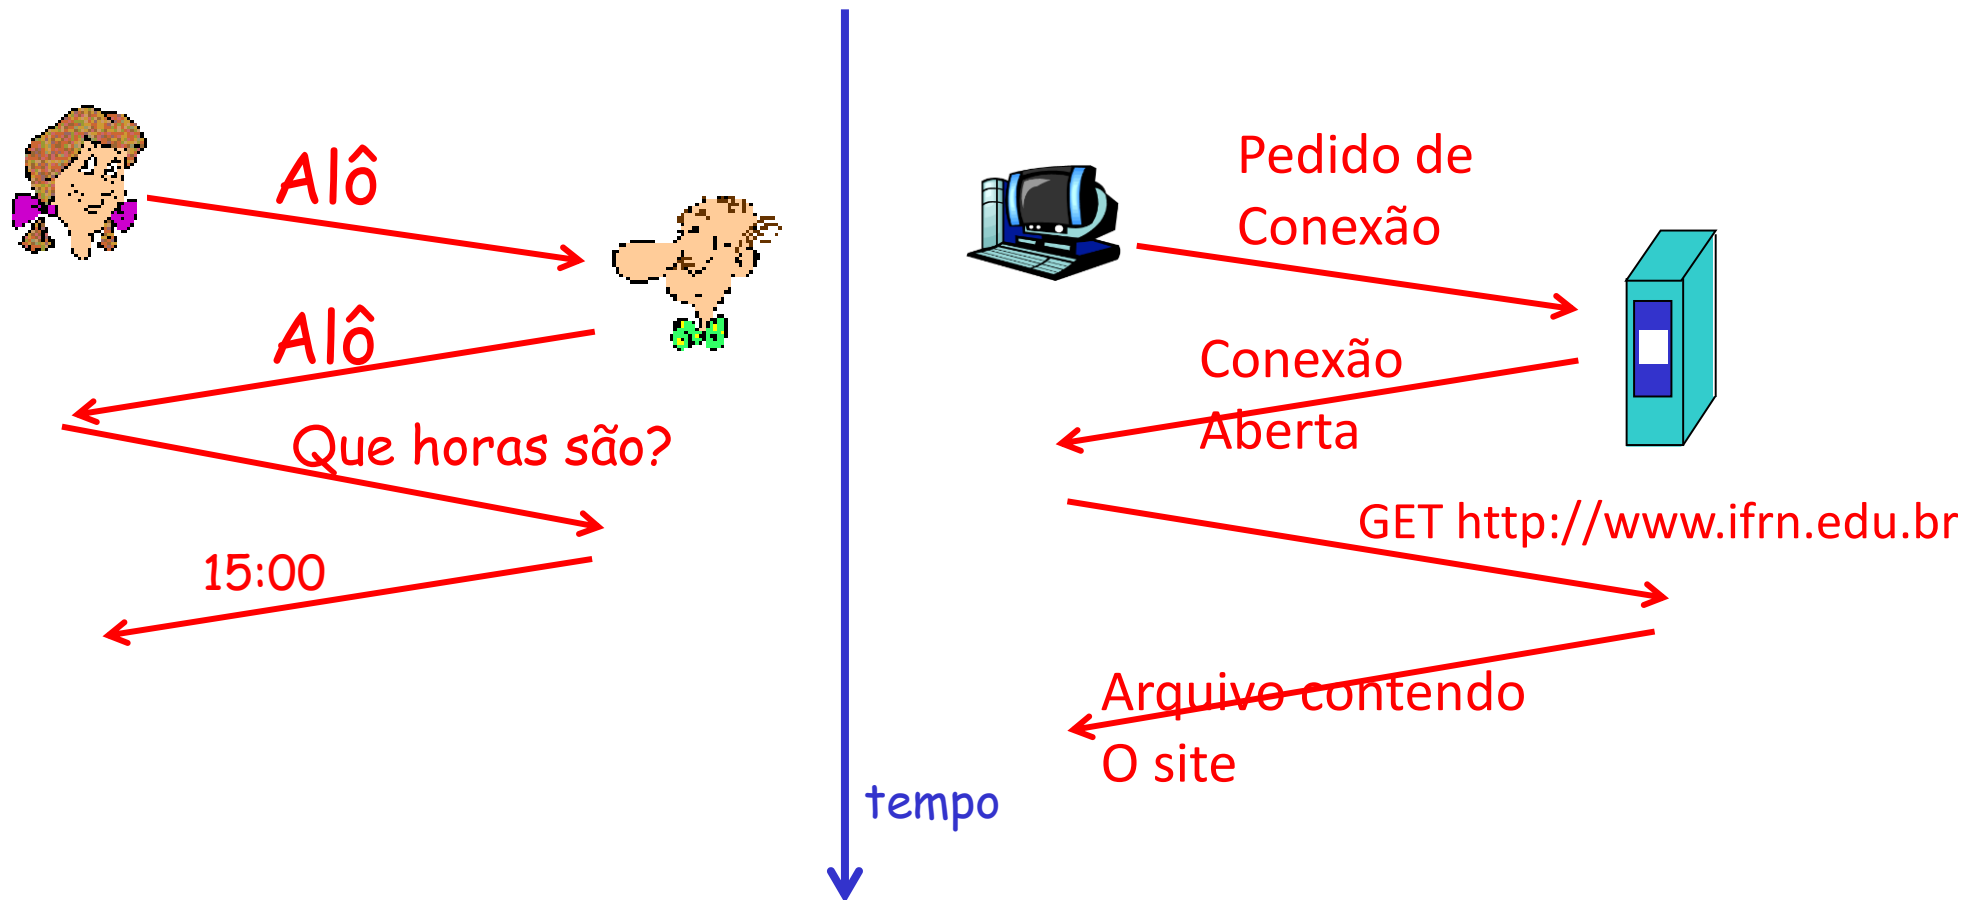 Alô
Alô
Que horas são?
15:00
tempo
Pedido de
Conexão
Conexão
Aberta
GET http://www.ifrn.edu.br
Arquivo contendo
O site